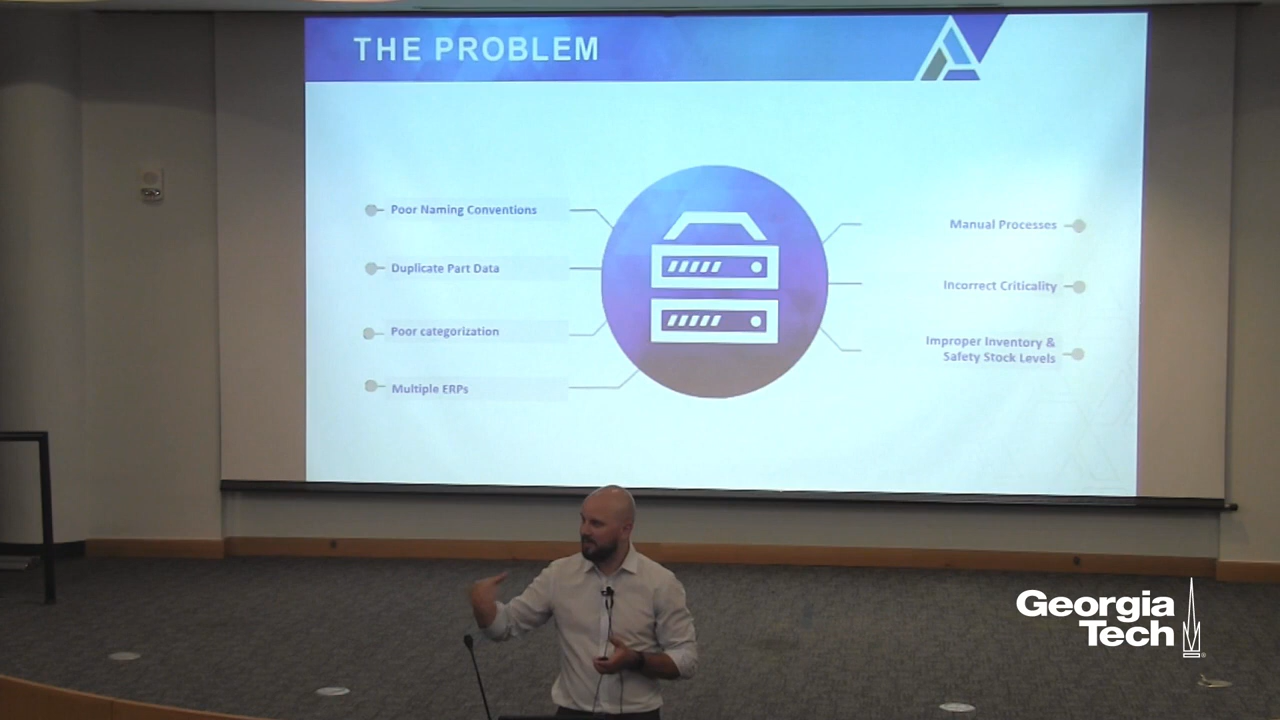 THE PROBLEM
Poor Naming Conventions
Duplicate Part Data
Poor categorization
Multiple ERPs
Manual Processes
Incorrect Criticality
Improper Inventory &
Safety Stock Levels
Georgia
Tech